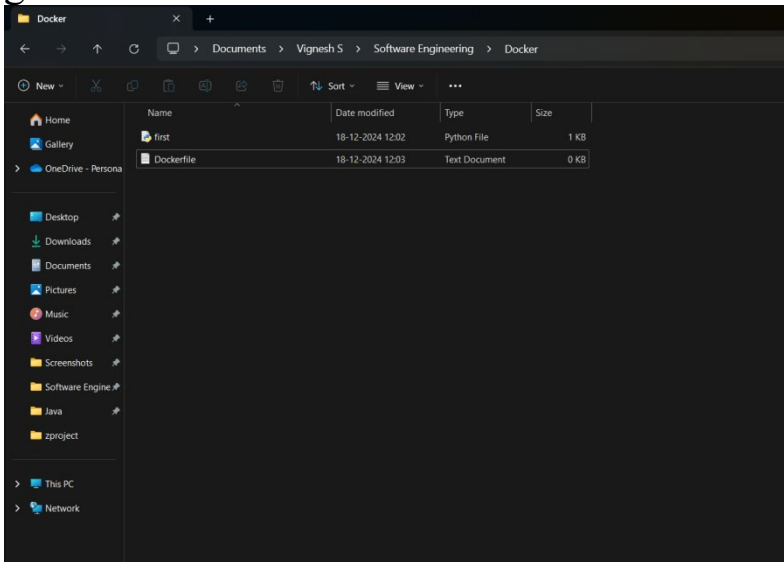 Docker
Documents > Vignesh S > Software Engineering > Docker
New Sort View
Name Date modified Type Size
first 18-12-2024 12:02 Python File 1 KB
Dockerfile 18-12-2024 12:03 Text Document 0 KB
Home
Gallery
OneDrive - Persona
Desktop
Downloads
Documents
Pictures
Music
Videos
Screenshots
Software Engine
Java
zproject
This PC
Network